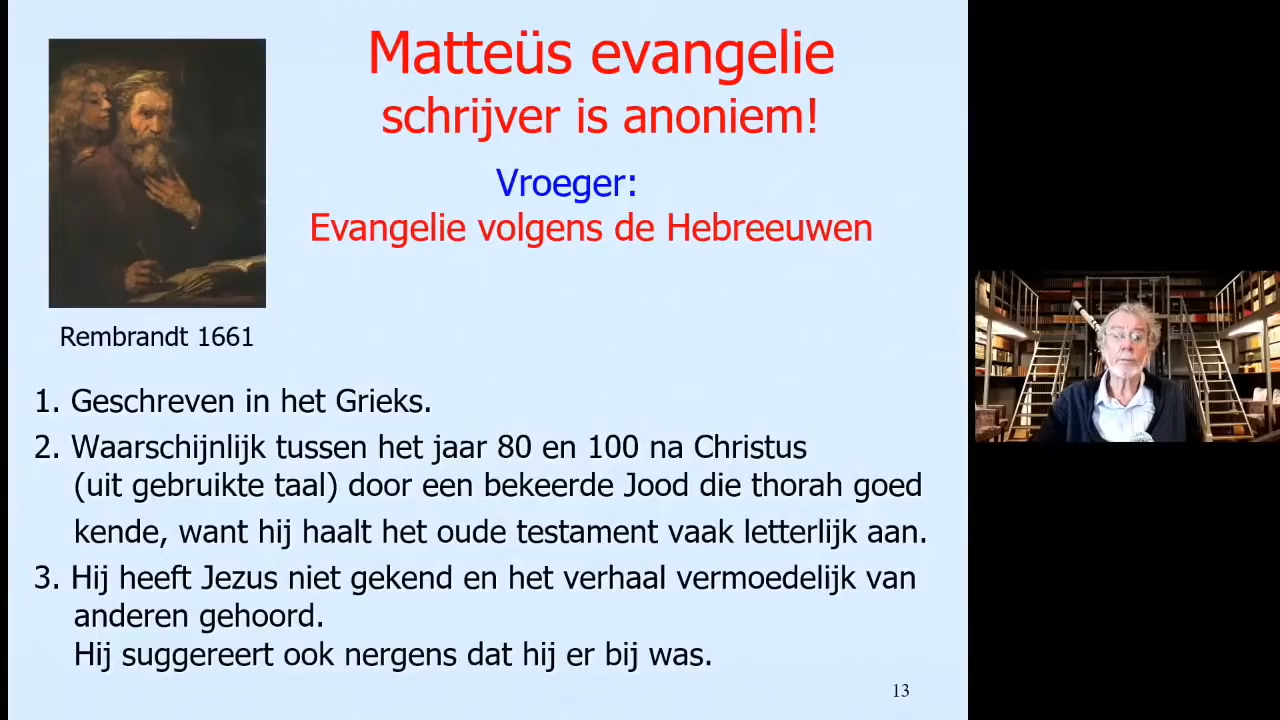 Matteüs evangelie
schrijver is anoniem!
Vroeger:
Evangelie volgens de Hebreeuwen
Rembrandt 1661
1. Geschreven in het Grieks.
2. Waarschijnlijk tussen het jaar 80 en 100 na Christus
(uit gebruikte taal) door een bekeerde Jood die thorah goed
kende, want hij haalt het oude testament vaak letterlijk aan.
3. Hij heeft Jezus niet gekend en het verhaal vermoedelijk van
anderen gehoord.
Hij suggereert ook nergens dat hij er bij was.
13